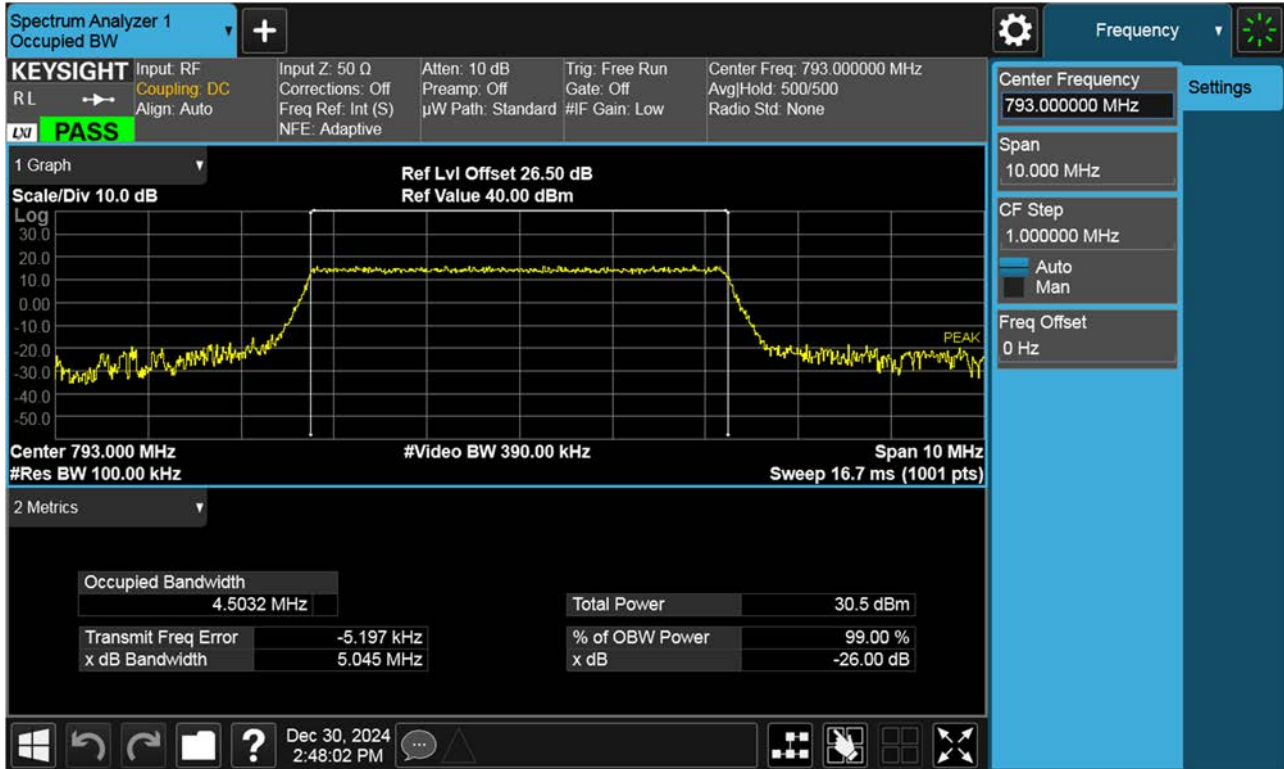 Spectrum Analyzer 1
Occupied BW
+
Frequency
KEYSIGHT
RL
LXI PASS
Input: RF
Coupling: DC
Align: Auto
Input Z: 50 Ω
Corrections: Off
Freq Ref: Int (S)
NFE: Adaptive
Atten: 10 dB
Preamp: Off
µW Path: Standard
Trig: Free Run
Gate: Off
#IF Gain: Low
Center Freq: 793.000000 MHz
Avg|Hold: 500/500
Radio Std: None
1 Graph
Scale/Div 10.0 dB
Ref Lvl Offset 26.50 dB
Ref Value 40.00 dBm
Log
30.0
20.0
10.0
0.00
-10.0
-20.0
-30.0
-40.0
-50.0
PEAK
Center 793.000 MHz
#Res BW 100.00 kHz
#Video BW 390.00 kHz
Span 10 MHz
Sweep 16.7 ms (1001 pts)
2 Metrics
Occupied Bandwidth
4.5032 MHz
Total Power 30.5 dBm
Transmit Freq Error -5.197 kHz
% of OBW Power 99.00 %
x dB Bandwidth 5.045 MHz
x dB -26.00 dB
?
Dec 30, 2024
2:48:02 PM
Center Frequency
793.000000 MHz
Settings
Span
10.000 MHz
CF Step
1.000000 MHz
Auto
Man
Freq Offset
0 Hz